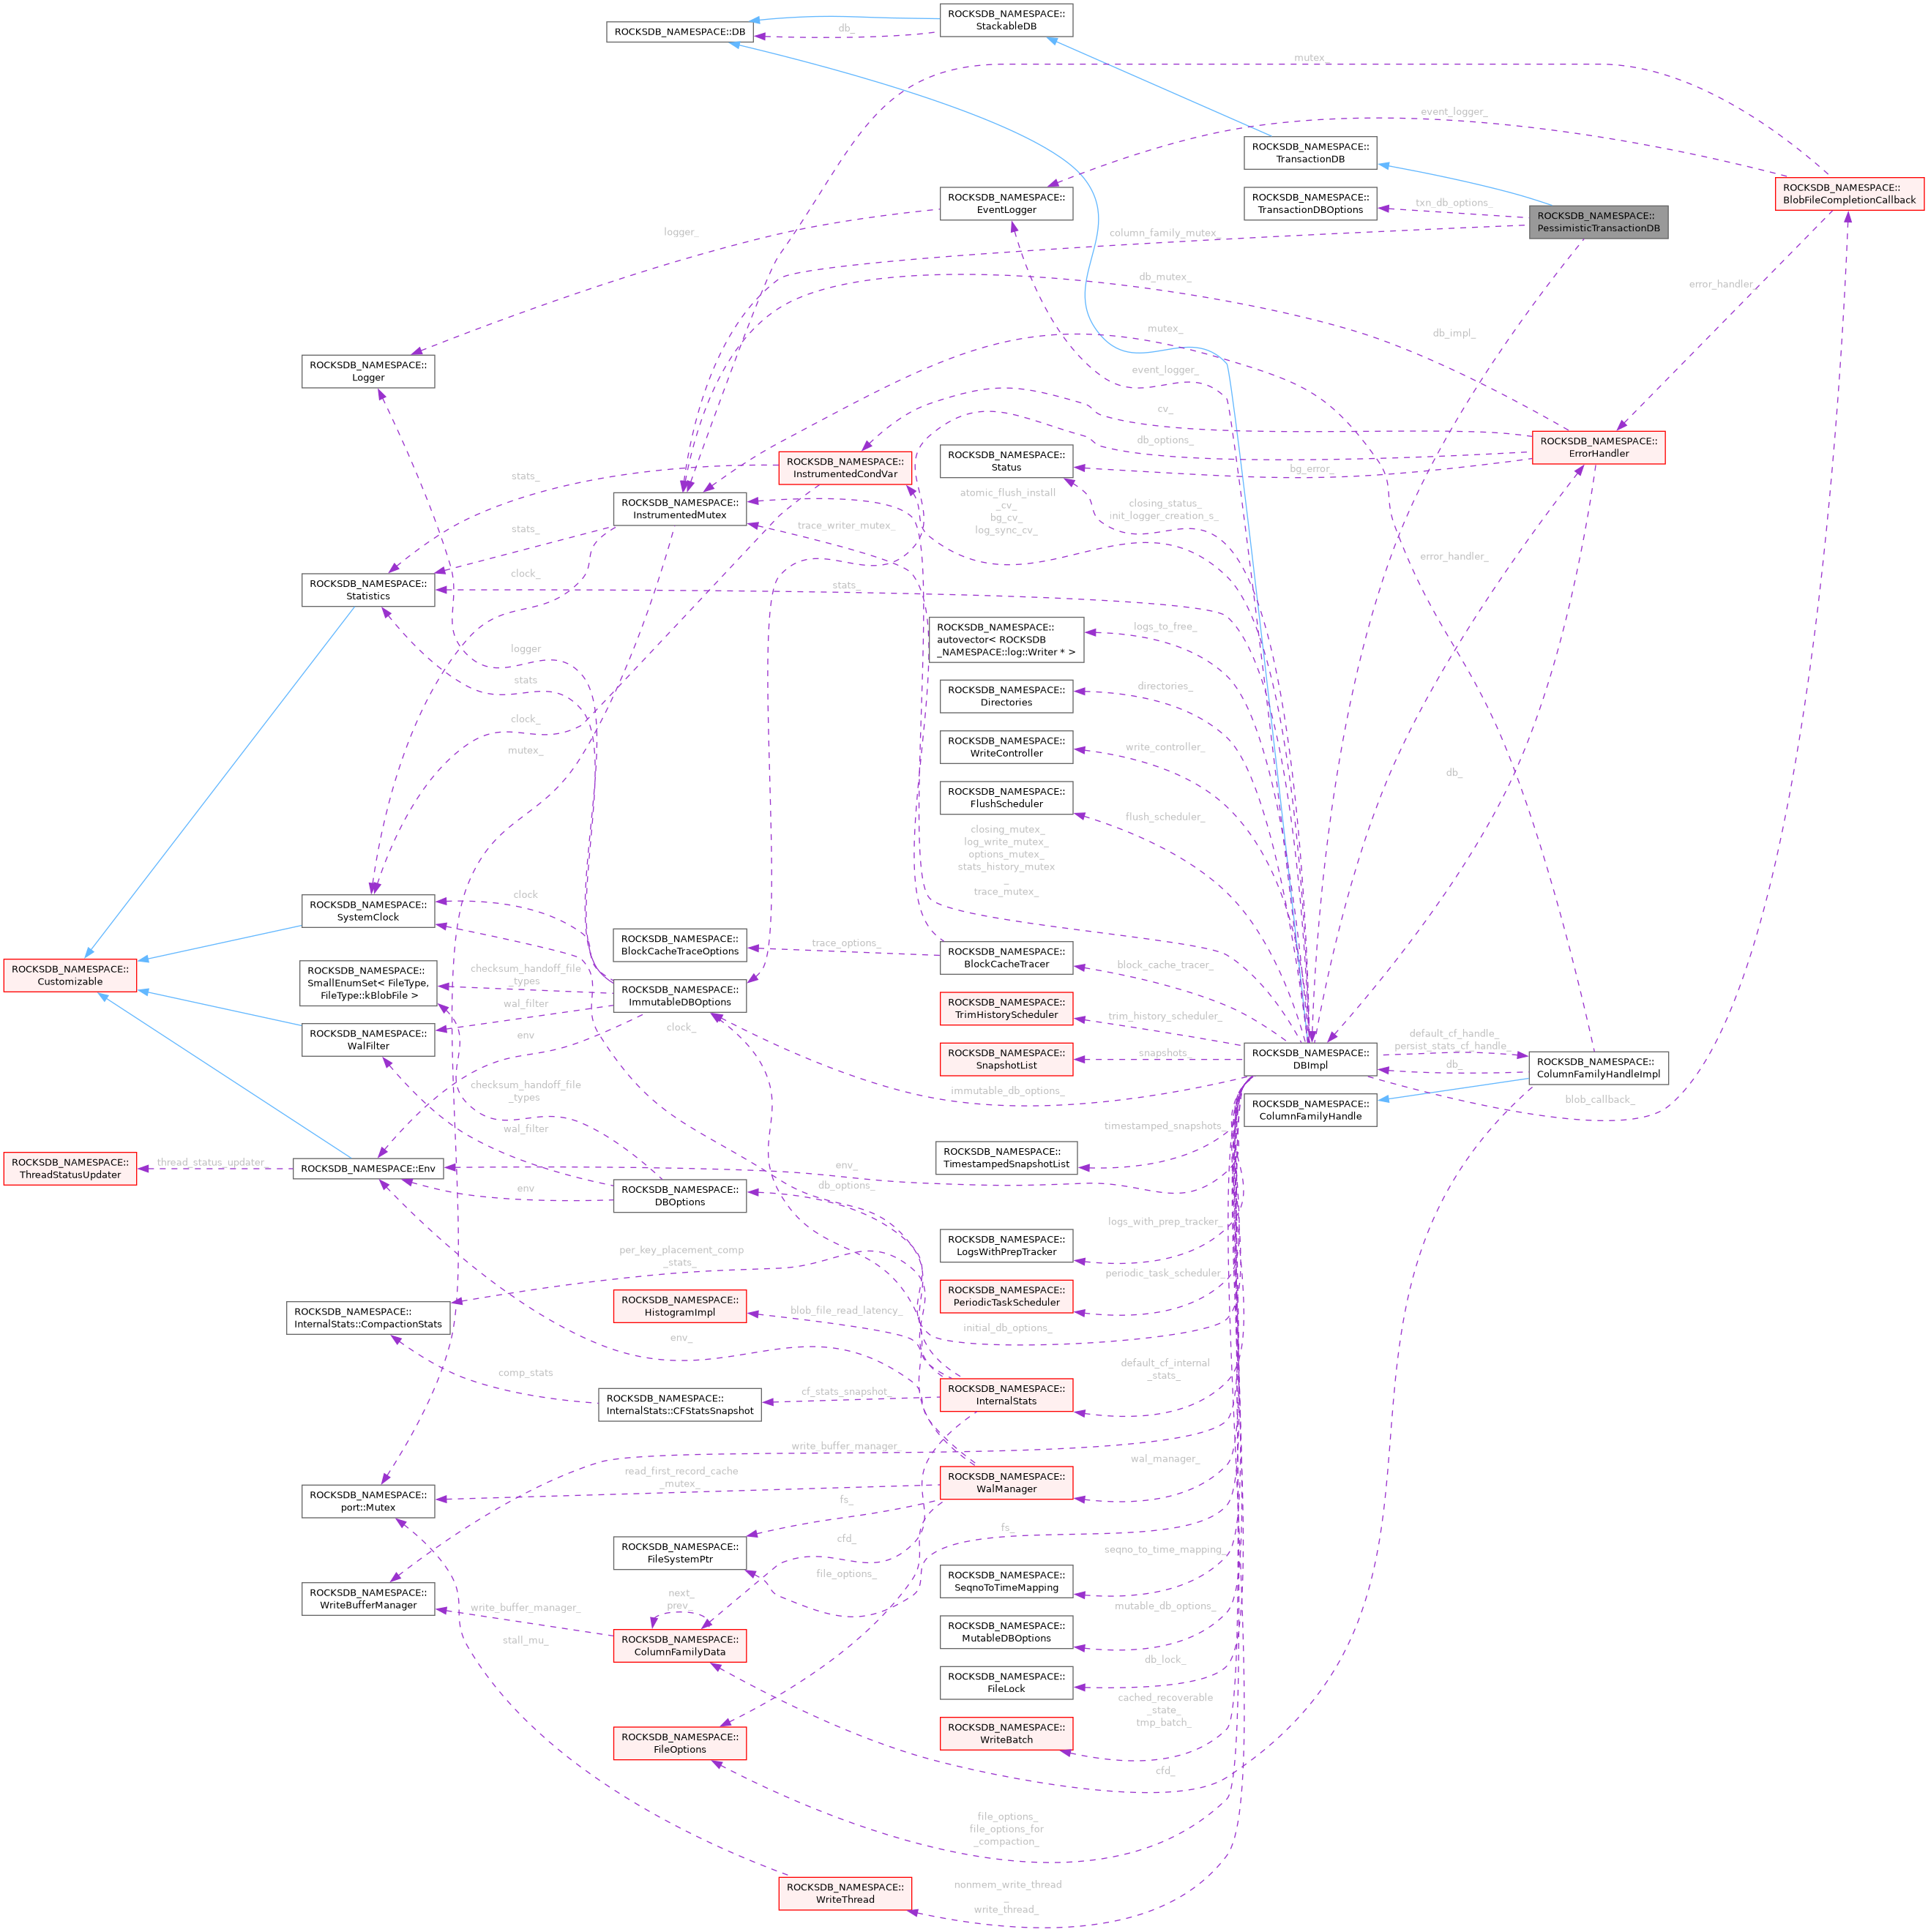 ROCKSDB_NAMESPACE::
StackableDB
ROCKSDB_NAMESPACE::DB
db_
mutex_
event_logger_
ROCKSDB_NAMESPACE::
TransactionDB
ROCKSDB_NAMESPACE::
BlobFileCompletionCallback
ROCKSDB_NAMESPACE::
EventLogger
ROCKSDB_NAMESPACE::
TransactionDBOptions
txn_db_options_
ROCKSDB_NAMESPACE::
PessimisticTransactionDB
logger_
column_family_mutex_
db_mutex_
error_handler_
mutex_
db_impl_
ROCKSDB_NAMESPACE::
Logger
event_logger_
cv_
db_options_
ROCKSDB_NAMESPACE::
ErrorHandler
ROCKSDB_NAMESPACE::
Status
bg_error_
ROCKSDB_NAMESPACE::
InstrumentedCondVar
stats_
ROCKSDB_NAMESPACE::
InstrumentedMutex
atomic_flush_install
_cv_
bg_cv_
log_sync_cv_
closing_status_
init_logger_creation_s_
stats_
trace_writer_mutex_
error_handler_
clock_
ROCKSDB_NAMESPACE::
Statistics
stats_
ROCKSDB_NAMESPACE::
autovector< ROCKSDB
_NAMESPACE::log::Writer * >
logs_to_free_
logger
stats
ROCKSDB_NAMESPACE::
Directories
directories_
clock_
mutex_
ROCKSDB_NAMESPACE::
WriteController
write_controller_
db_
ROCKSDB_NAMESPACE::
FlushScheduler
flush_scheduler_
closing_mutex_
log_write_mutex_
options_mutex_
stats_history_mutex
_
trace_mutex_
clock
ROCKSDB_NAMESPACE::
SystemClock
ROCKSDB_NAMESPACE::
BlockCacheTraceOptions
trace_options_
ROCKSDB_NAMESPACE::
BlockCacheTracer
block_cache_tracer_
ROCKSDB_NAMESPACE::
Customizable
ROCKSDB_NAMESPACE::
SmallEnumSet< FileType,
FileType::kBlobFile >
checksum_handoff_file
_types
ROCKSDB_NAMESPACE::
ImmutableDBOptions
ROCKSDB_NAMESPACE::
TrimHistoryScheduler
trim_history_scheduler_
wal_filter
ROCKSDB_NAMESPACE::
WalFilter
env
clock_
ROCKSDB_NAMESPACE::
SnapshotList
snapshots_
ROCKSDB_NAMESPACE::
DBImpl
default_cf_handle_
persist_stats_cf_handle_
db_
ROCKSDB_NAMESPACE::
ColumnFamilyHandleImpl
immutable_db_options_
ROCKSDB_NAMESPACE::
ColumnFamilyHandle
blob_callback_
checksum_handoff_file
_types
wal_filter
timestamped_snapshots_
ROCKSDB_NAMESPACE::
TimestampedSnapshotList
ROCKSDB_NAMESPACE::
ThreadStatusUpdater
thread_status_updater_
ROCKSDB_NAMESPACE::Env
env_
env
ROCKSDB_NAMESPACE::
DBOptions
db_options_
logs_with_prep_tracker_
ROCKSDB_NAMESPACE::
LogsWithPrepTracker
per_key_placement_comp
_stats_
periodic_task_scheduler_
ROCKSDB_NAMESPACE::
PeriodicTaskScheduler
ROCKSDB_NAMESPACE::
InternalStats::CompactionStats
ROCKSDB_NAMESPACE::
HistogramImpl
blob_file_read_latency_
initial_db_options_
env_
default_cf_internal
_stats_
comp_stats
ROCKSDB_NAMESPACE::
InternalStats::CFStatsSnapshot
cf_stats_snapshot_
ROCKSDB_NAMESPACE::
InternalStats
write_buffer_manager_
wal_manager_
read_first_record_cache
_mutex_
ROCKSDB_NAMESPACE::
WalManager
ROCKSDB_NAMESPACE::
port::Mutex
fs_
fs_
ROCKSDB_NAMESPACE::
FileSystemPtr
cfd_
seqno_to_time_mapping_
file_options_
ROCKSDB_NAMESPACE::
SeqnoToTimeMapping
ROCKSDB_NAMESPACE::
WriteBufferManager
write_buffer_manager_
next_
prev_
mutable_db_options_
ROCKSDB_NAMESPACE::
MutableDBOptions
stall_mu_
ROCKSDB_NAMESPACE::
ColumnFamilyData
db_lock_
ROCKSDB_NAMESPACE::
FileLock
cached_recoverable
_state_
tmp_batch_
ROCKSDB_NAMESPACE::
FileOptions
ROCKSDB_NAMESPACE::
WriteBatch
cfd_
file_options_
file_options_for
_compaction_
ROCKSDB_NAMESPACE::
WriteThread
nonmem_write_thread
_
write_thread_